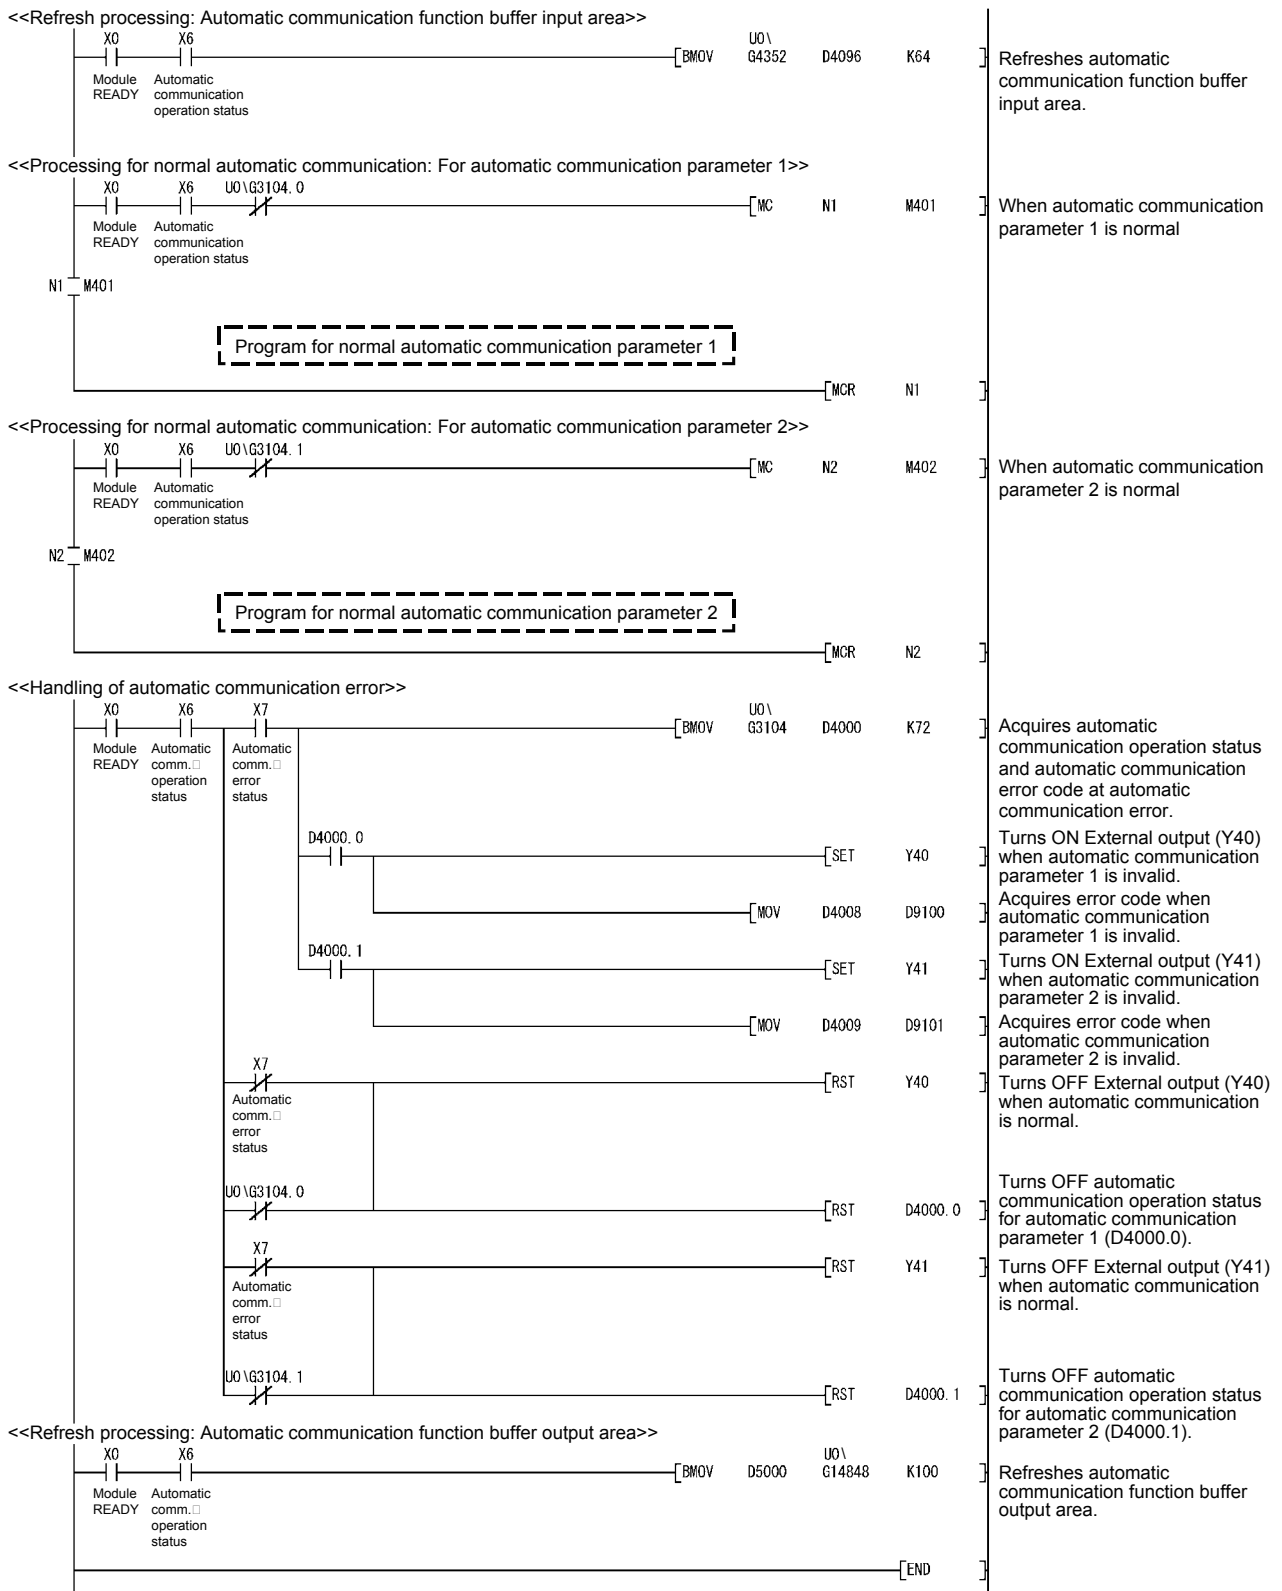 <<Refresh processing: Automatic communication function buffer input area>>
X0 X6 U0\
BMOV G4352 D4096 K64
Module READY
Automatic communication operation status
Refreshes automatic
communication function buffer
input area.
<<Processing for normal automatic communication: For automatic communication parameter 1>>
X0 X6 U0\G3104.0
MC N1 M401
Module READY
Automatic communication operation status
When automatic communication
parameter 1 is normal
N1 M401
Program for normal automatic communication parameter 1
MCR N1
<<Processing for normal automatic communication: For automatic communication parameter 2>>
X0 X6 U0\G3104.1
MC N2 M402
Module READY
Automatic communication operation status
When automatic communication
parameter 2 is normal
N2 M402
Program for normal automatic communication parameter 2
MCR N2
<<Handling of automatic communication error>>
X0 X6 X7 U0\
BMOV G3104 D4000 K72
Module READY
Automatic comm.□ operation status
Automatic comm.□ error status
Acquires automatic
communication operation status
and automatic communication
error code at automatic
communication error.
D4000.0
SET Y40
Turns ON External output (Y40)
when automatic communication
parameter 1 is invalid.
MOV D4008 D9100
Acquires error code when
automatic communication
parameter 1 is invalid.
D4000.1
SET Y41
Turns ON External output (Y41)
when automatic communication
parameter 2 is invalid.
MOV D4009 D9101
Acquires error code when
automatic communication
parameter 2 is invalid.
X7
RST Y40
Automatic comm.□ error status
Turns OFF External output (Y40)
when automatic communication
is normal.
U0\G3104.0
RST D4000.0
Turns OFF automatic
communication operation status
for automatic communication
parameter 1 (D4000.0).
X7
RST Y41
Automatic comm.□ error status
Turns OFF External output (Y41)
when automatic communication
is normal.
U0\G3104.1
RST D4000.1
Turns OFF automatic
communication operation status
for automatic communication
parameter 2 (D4000.1).
<<Refresh processing: Automatic communication function buffer output area>>
X0 X6 U0\
BMOV D5000 G14848 K100
Module READY
Automatic comm.□ operation status
Refreshes automatic
communication function buffer
output area.
END